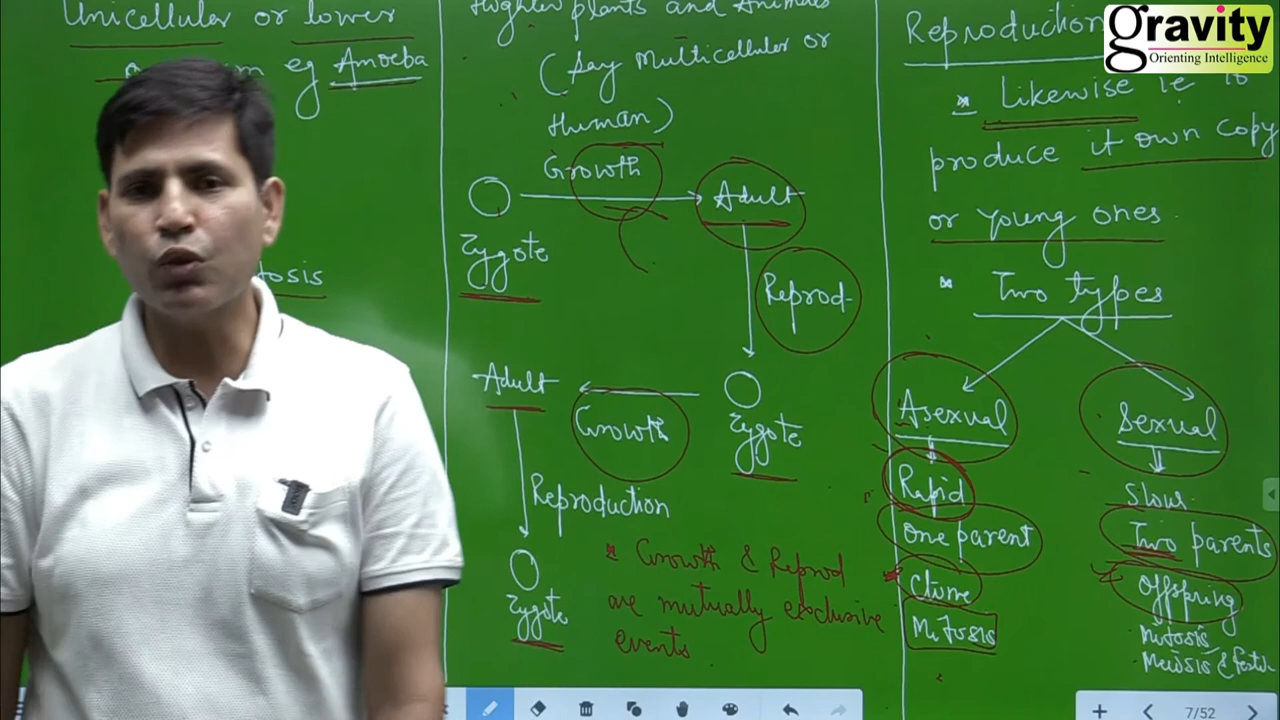 Unicellular or lower
eg Amoeba
tosis
Higher plants and Animals
(say Multicellular or
Human)
Growth
Adult
Zygote
Reprod-
Adult
Growth
Zygote
Reproduction
Zygote
* Growth & Reprod
are mutually exclusive
events
Reproduction
* Likewise ie to
produce it own copy
or young ones.
* Two types
Asexual
Sexual
Rapid
Slow
One parent
Two parents
Clone
Offspring
Mitosis
Mitosis
Meiosis &
gravity
Orienting Intelligence
7/52